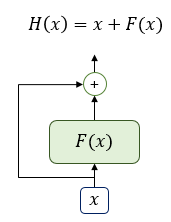 H(x) = x + F(x)
+
F(x)
x